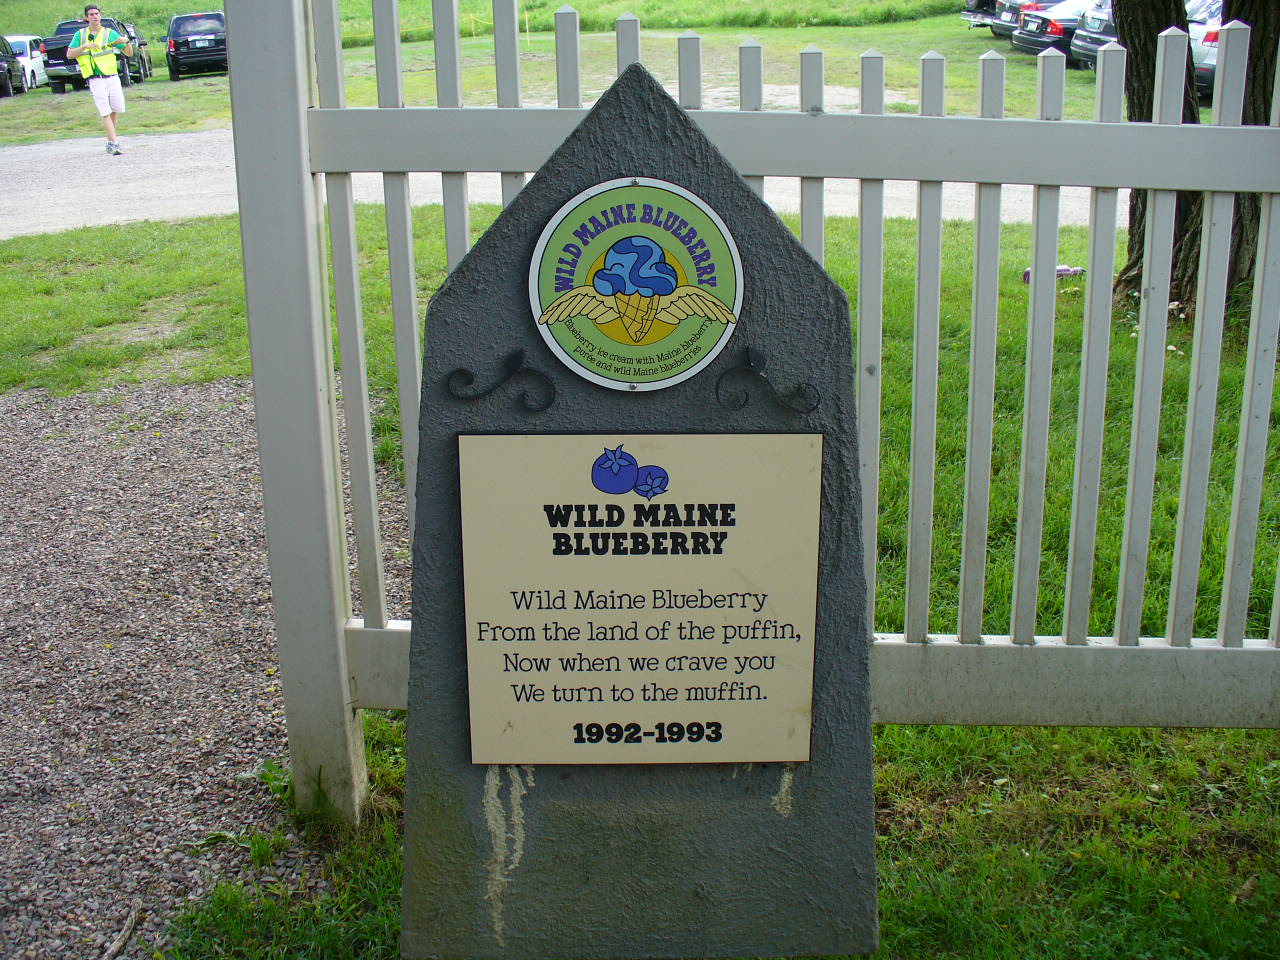 WILD MAINE BLUEBERRY
Blueberry Ice cream with Maine blueberry
purée and wild Maine blueberries
WILD MAINE
BLUEBERRY
Wild Maine Blueberry
From the land of the puffin,
Now when we crave you
We turn to the muffin.
1992-1993